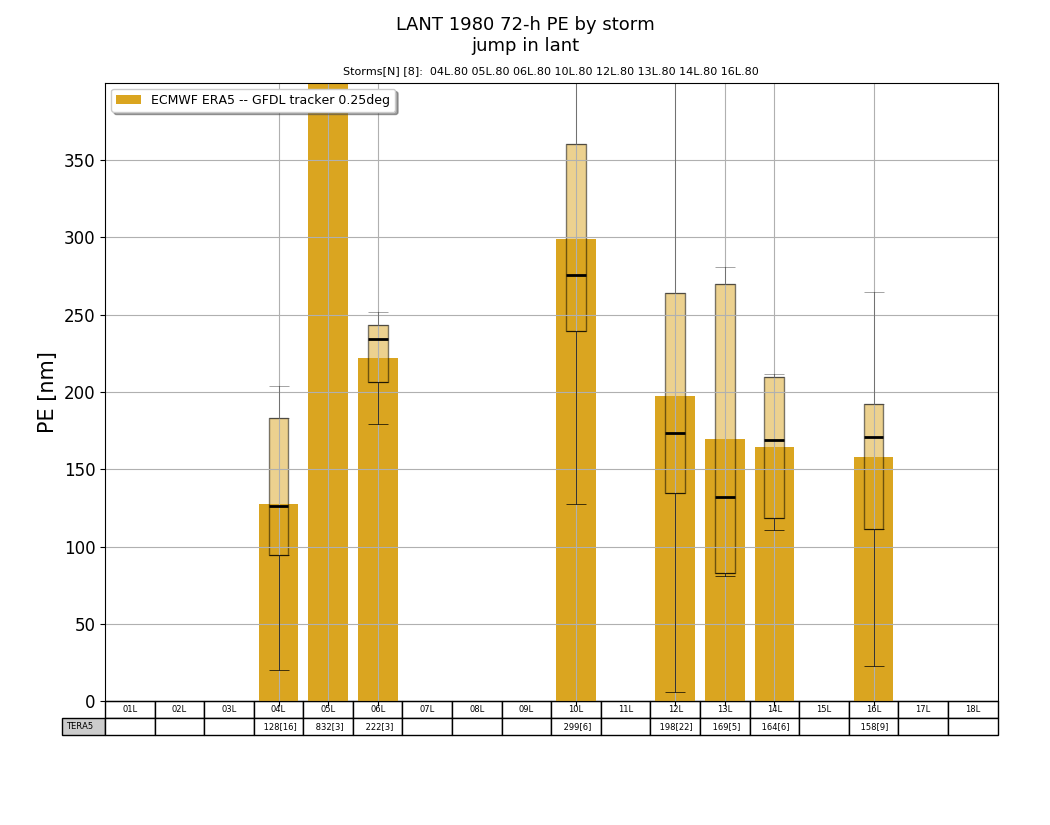 LANT 1980 72-h PE by storm
jump in lant
Storms[N] [8]:  04L.80 05L.80 06L.80 10L.80 12L.80 13L.80 14L.80 16L.80
ECMWF ERA5 -- GFDL tracker 0.25deg
350
300
250
200
150
100
50
0
PE [nm]
01L 02L 03L 04L 05L 06L 07L 08L 09L 10L 11L 12L 13L 14L 15L 16L 17L 18L
TERA5 128[16] 832[3] 222[3] 299[6] 198[22] 169[5] 164[6] 158[9]